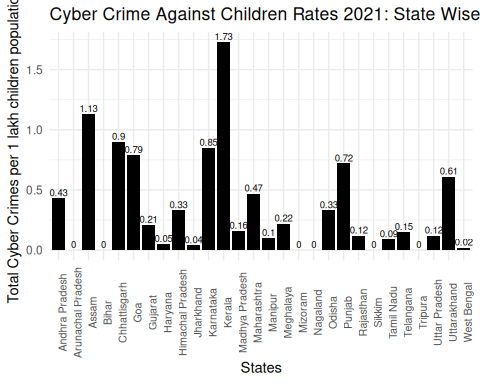 Cyber Crime Against Children Rates 2021: State Wise
Total Cyber Crimes per 1 lakh children populatio
1.5
1.0
0.5
0.0
0.43
0
1.13
0
0.9
0.79
0.21
0.05
0.33
0.04
0.85
1.73
0.16
0.47
0.1
0.22
0
0
0.33
0.72
0.12
0
0.09
0.15
0
0.12
0.61
0.02
Andhra Pradesh
Arunachal Pradesh
Assam
Bihar
Chhattisgarh
Goa
Gujarat
Haryana
Himachal Pradesh
Jharkhand
Karnataka
Kerala
Madhya Pradesh
Maharashtra
Manipur
Meghalaya
Mizoram
Nagaland
Odisha
Punjab
Rajasthan
Sikkim
Tamil Nadu
Telangana
Tripura
Uttar Pradesh
Uttarakhand
West Bengal
States